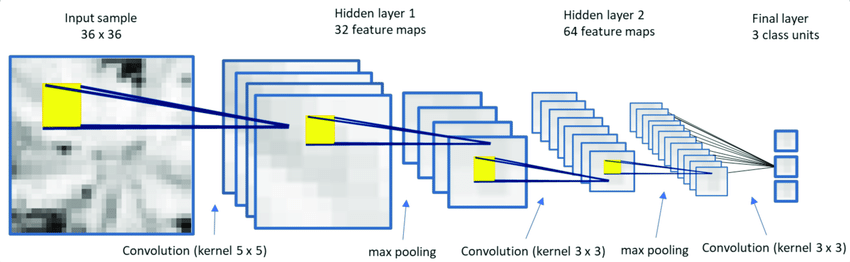 Input sample
36 x 36
Hidden layer 1
32 feature maps
Hidden layer 2
64 feature maps
Final layer
3 class units
Convolution (kernel 5 x 5)
max pooling
Convolution (kernel 3 x 3)
max pooling
Convolution (kernel 3 x 3)